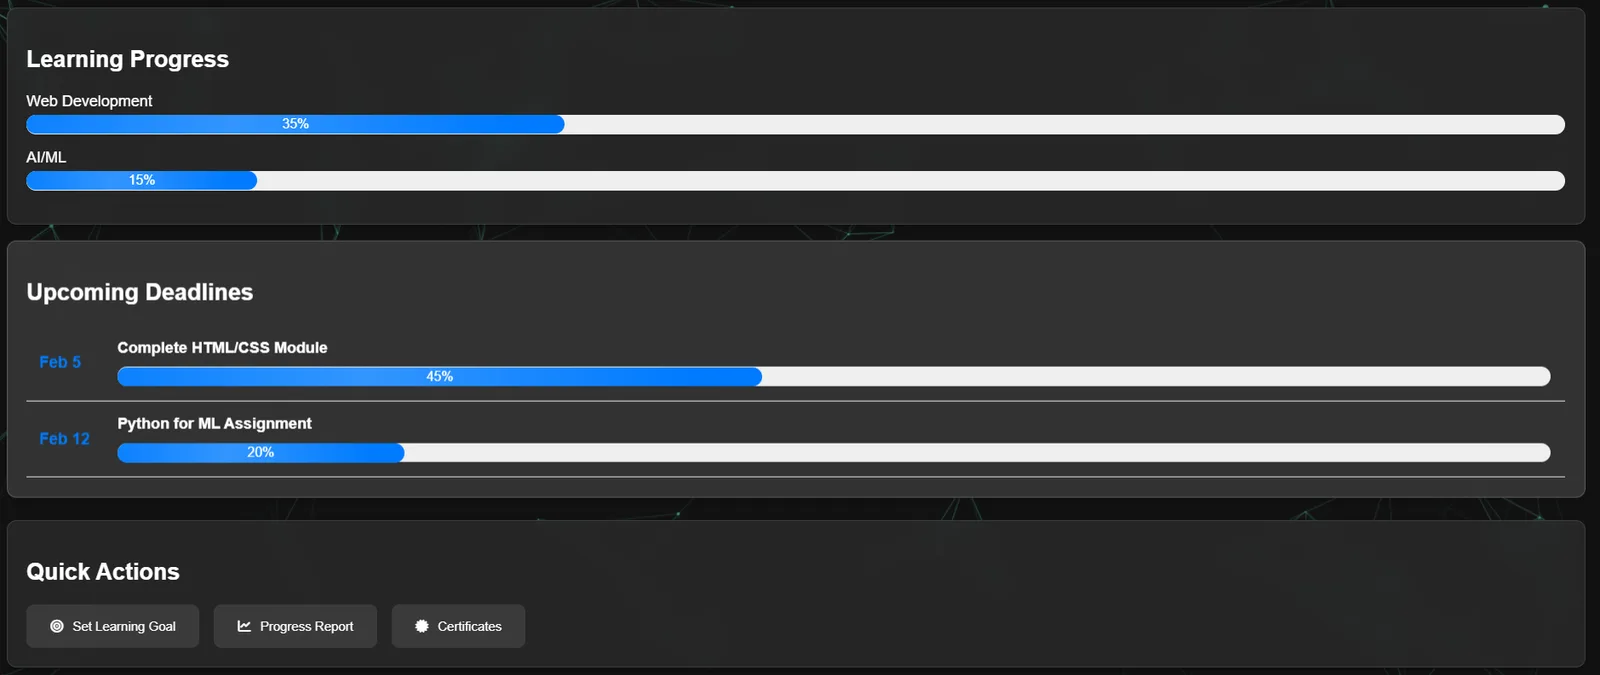 Learning Progress
Web Development
35%
AI/ML
15%
Upcoming Deadlines
Feb 5
Complete HTML/CSS Module
45%
Feb 12
Python for ML Assignment
20%
Quick Actions
Set Learning Goal
Progress Report
Certificates